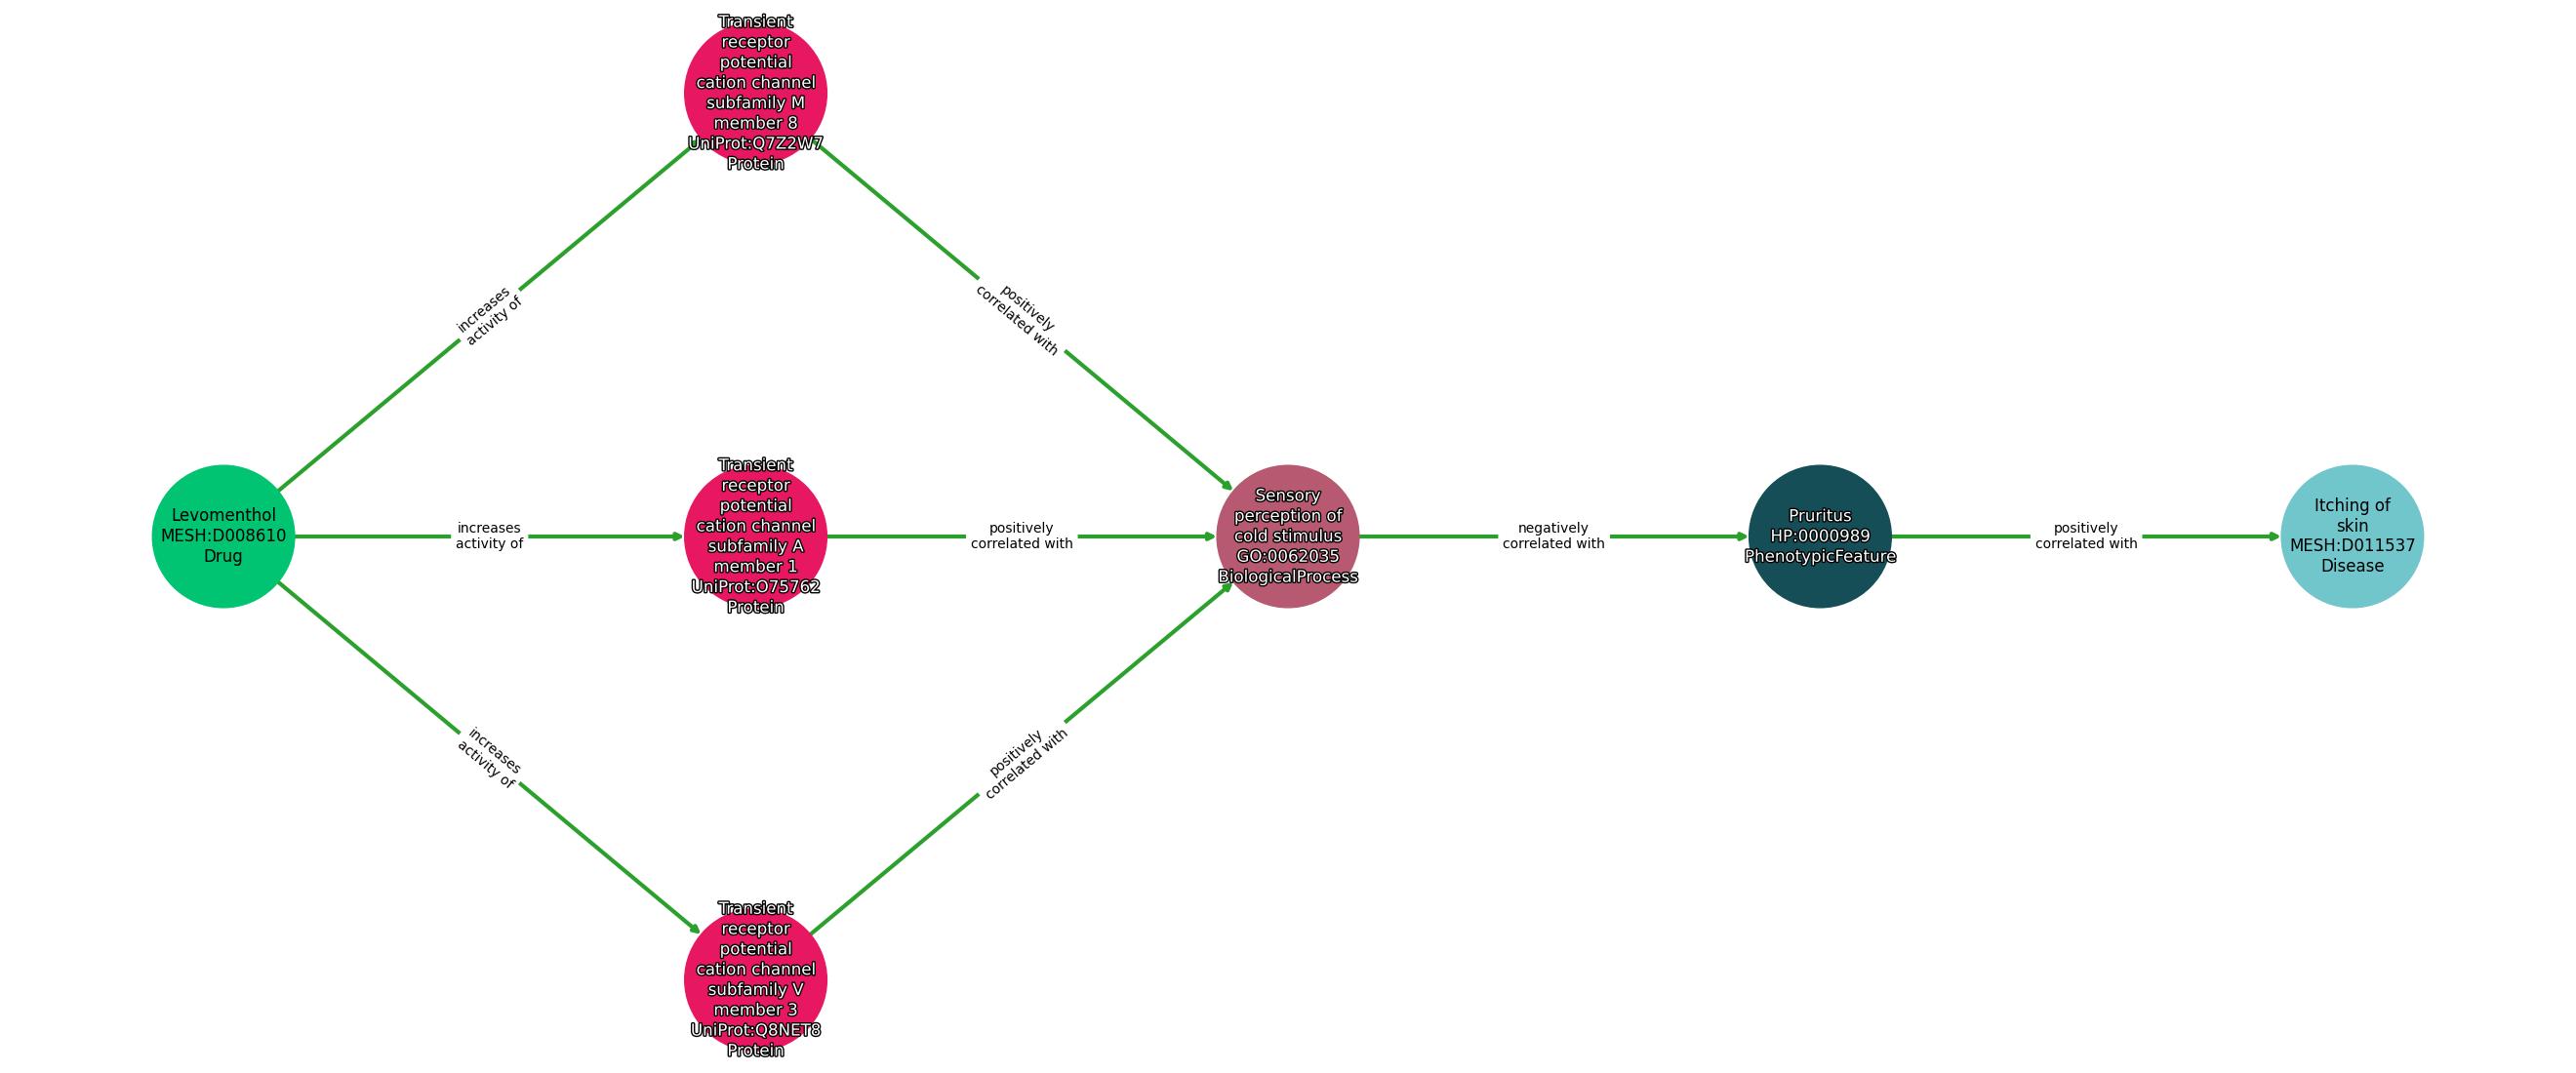 Transient
receptor
potential
cation channel
subfamily M
member 8
UniProt:Q7Z2W7
Protein
increases
activity of
positively
correlated with
Levomenthol
MESH:D008610
Drug
increases
activity of
Transient
receptor
potential
cation channel
subfamily A
member 1
UniProt:O75762
Protein
positively
correlated with
Sensory
perception of
cold stimulus
GO:0062035
BiologicalProcess
negatively
correlated with
Pruritus
HP:0000989
PhenotypicFeature
positively
correlated with
Itching of
skin
MESH:D011537
Disease
increases
activity of
positively
correlated with
Transient
receptor
potential
cation channel
subfamily V
member 3
UniProt:Q8NET8
Protein